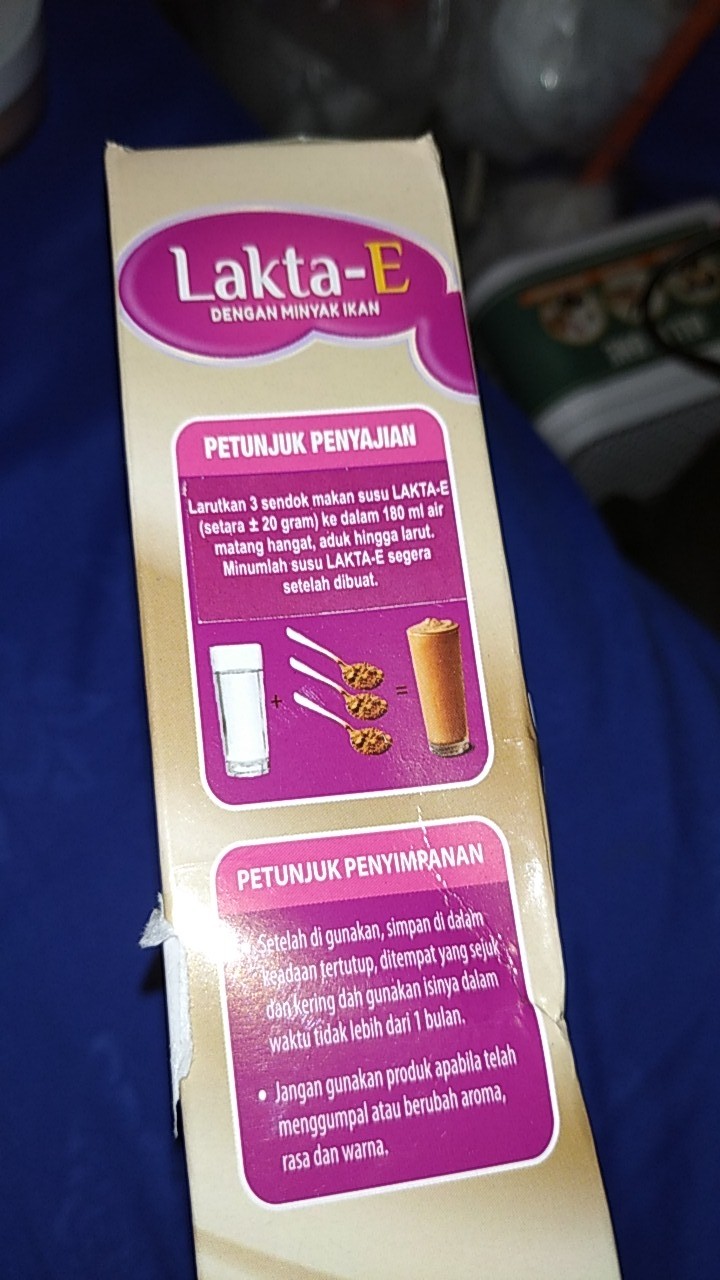 Lakta-E
DENGAN MINYAK IKAN
PETUNJUK PENYAJIAN
Larutkan 3 sendok makan susu LAKTA-E
(setara ± 20 gram) ke dalam 180 ml air
matang hangat, aduk hingga larut.
Minumlah susu LAKTA-E segera
setelah dibuat.
+ =
PETUNJUK PENYIMPANAN
Setelah di gunakan, simpan di dalam
keadaan tertutup, ditempat yang sejuk
dan kering dan gunakan isinya dalam
waktu tidak lebih dari 1 bulan.
• Jangan gunakan produk apabila telah
menggumpal atau berubah aroma,
rasa dan warna.